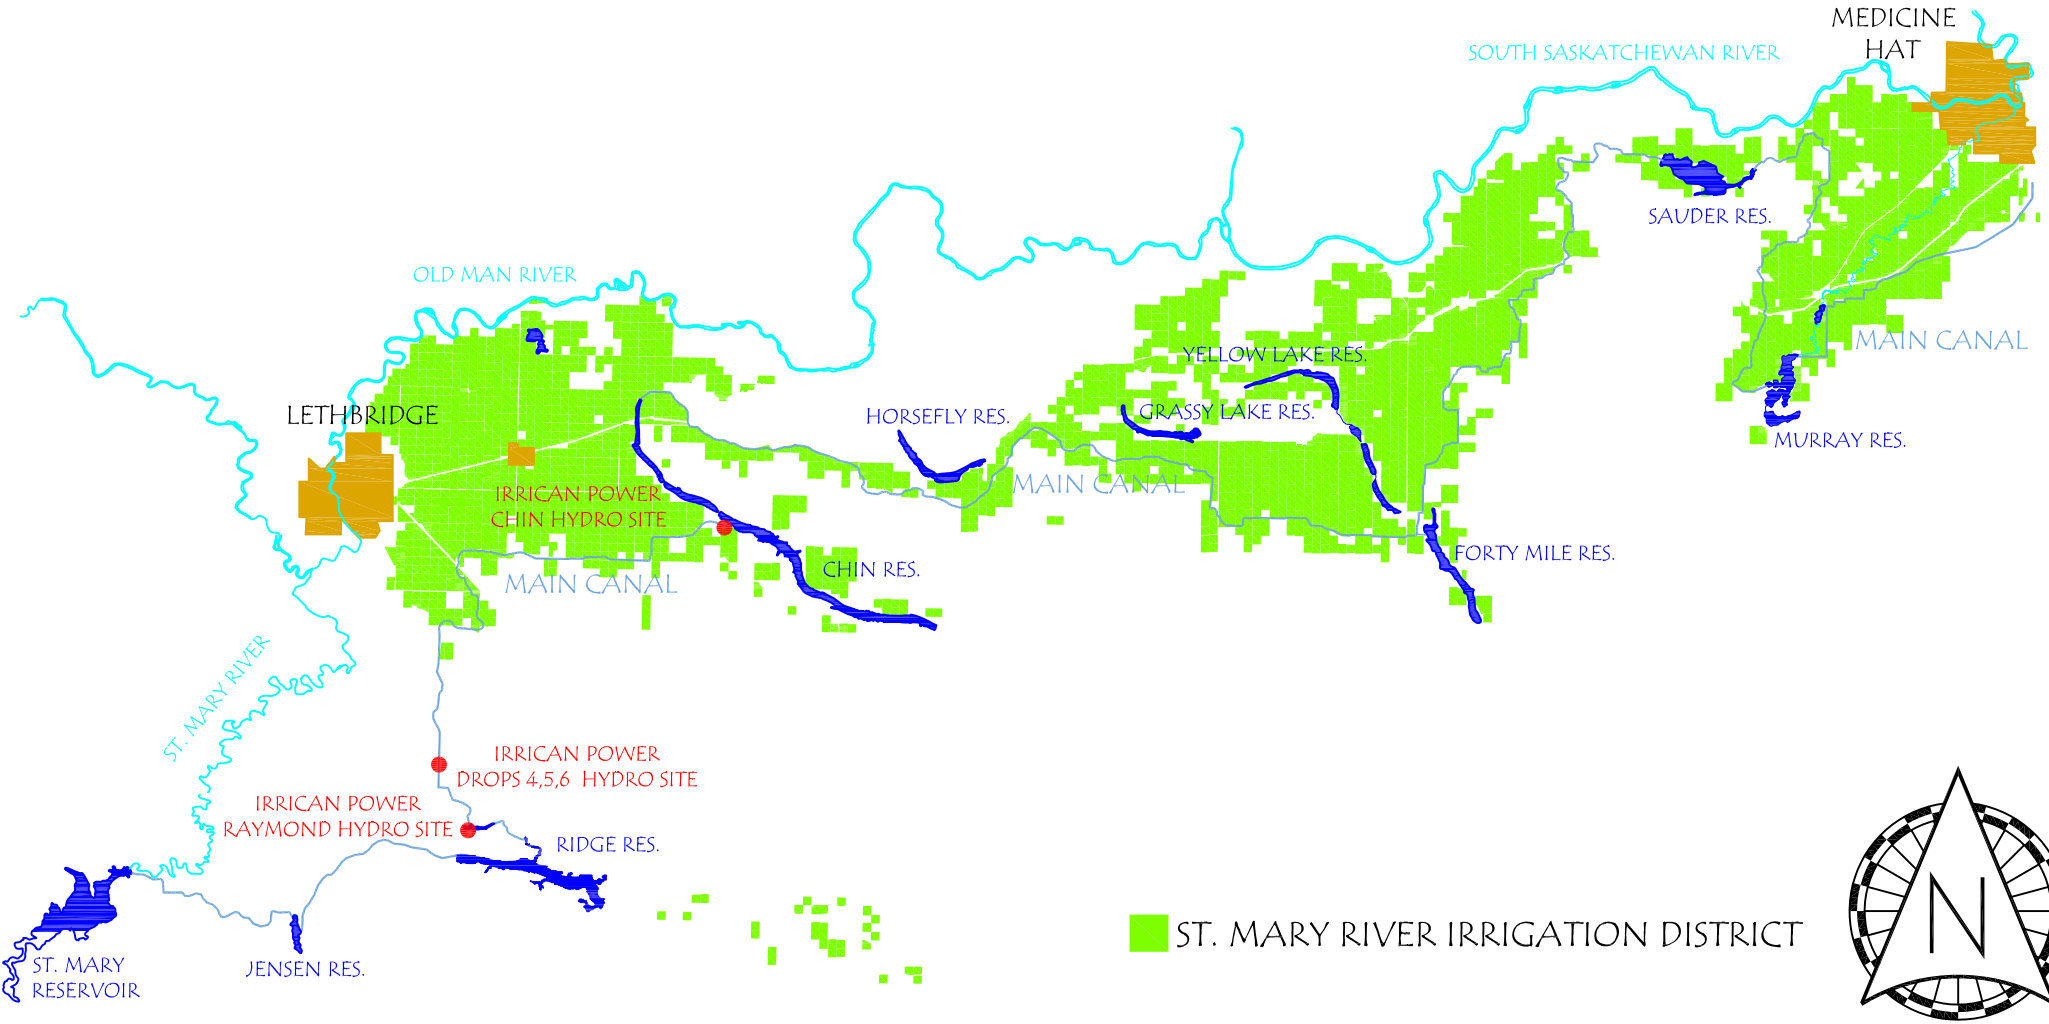 MEDICINE
HAT
SOUTH SASKATCHEWAN RIVER
SAUDER RES.
OLD MAN RIVER
MAIN CANAL
YELLOW LAKE RES.
LETHBRIDGE
HORSEFLY RES.
GRASSY LAKE RES.
MURRAY RES.
MAIN CANAL
IRRICAN POWER
CHIN HYDRO SITE
FORTY MILE RES.
CHIN RES.
MAIN CANAL
ST. MARY RIVER
IRRICAN POWER
DROPS 4,5,6 HYDRO SITE
IRRICAN POWER
RAYMOND HYDRO SITE
RIDGE RES.
ST. MARY RIVER IRRIGATION DISTRICT
N
ST. MARY
RESERVOIR
JENSEN RES.